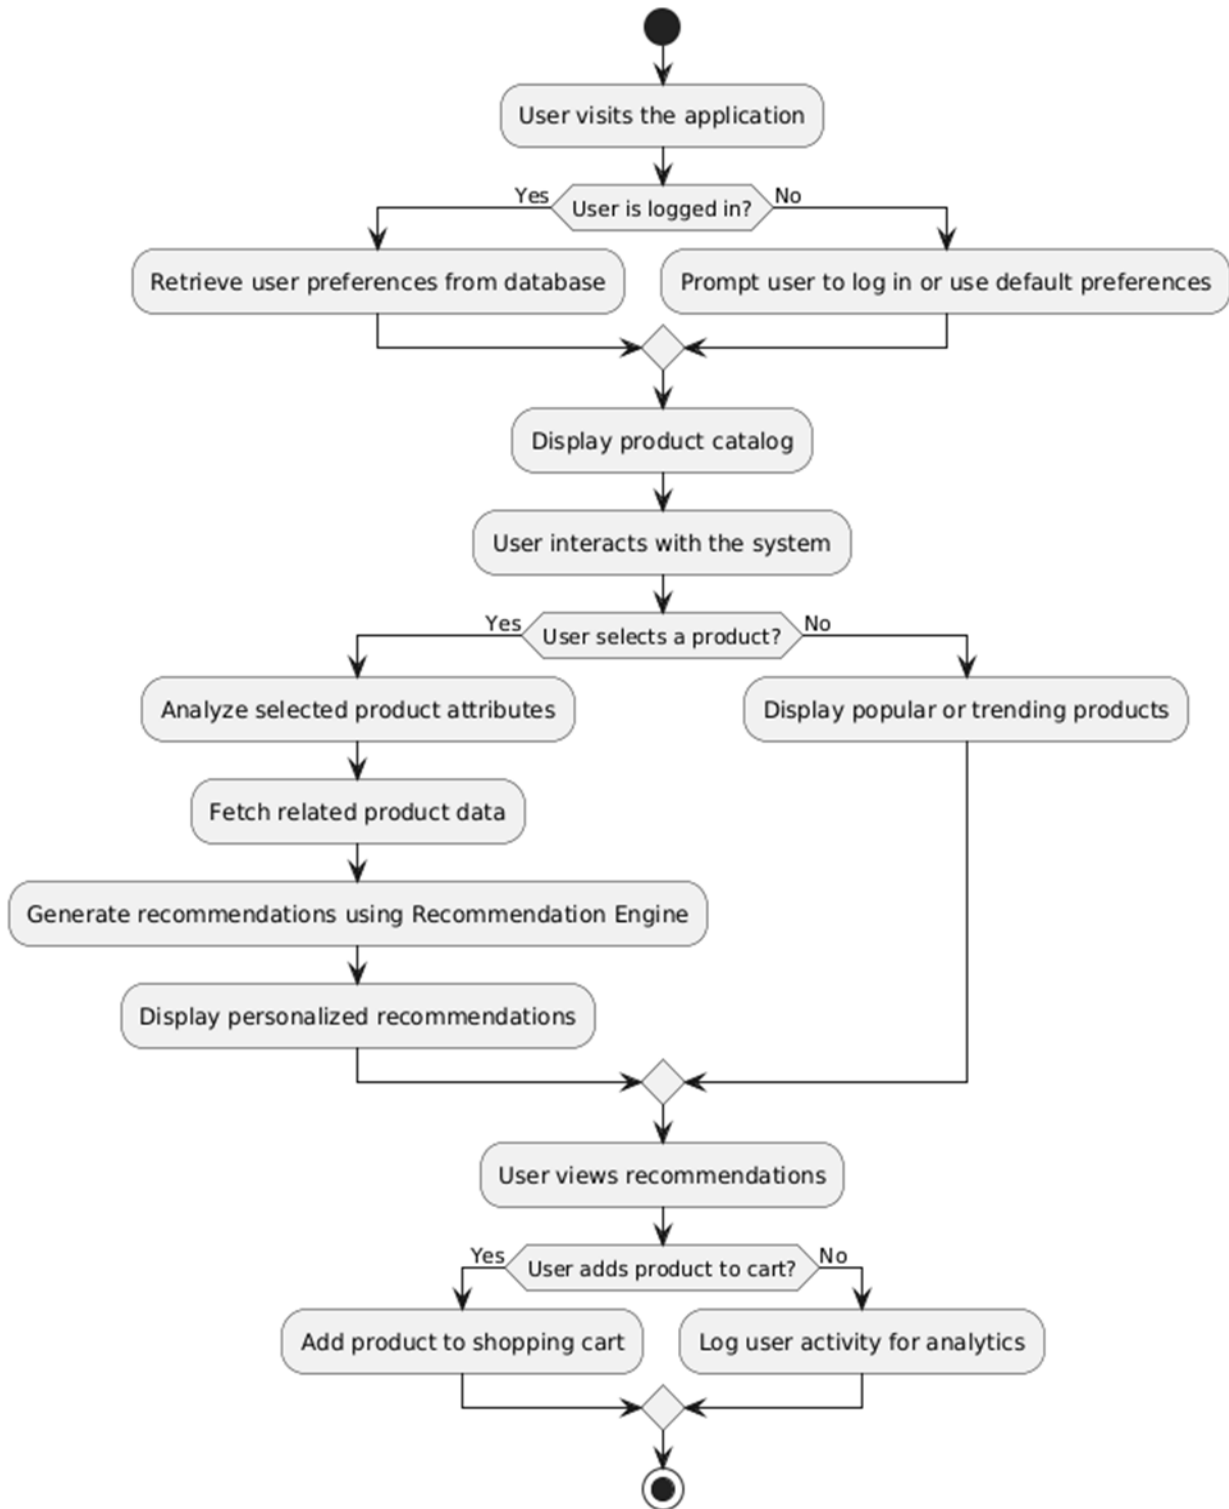 User visits the application
Yes
User is logged in?
No
Retrieve user preferences from database
Prompt user to log in or use default preferences
Display product catalog
User interacts with the system
Yes
User selects a product?
No
Analyze selected product attributes
Display popular or trending products
Fetch related product data
Generate recommendations using Recommendation Engine
Display personalized recommendations
User views recommendations
Yes
User adds product to cart?
No
Add product to shopping cart
Log user activity for analytics